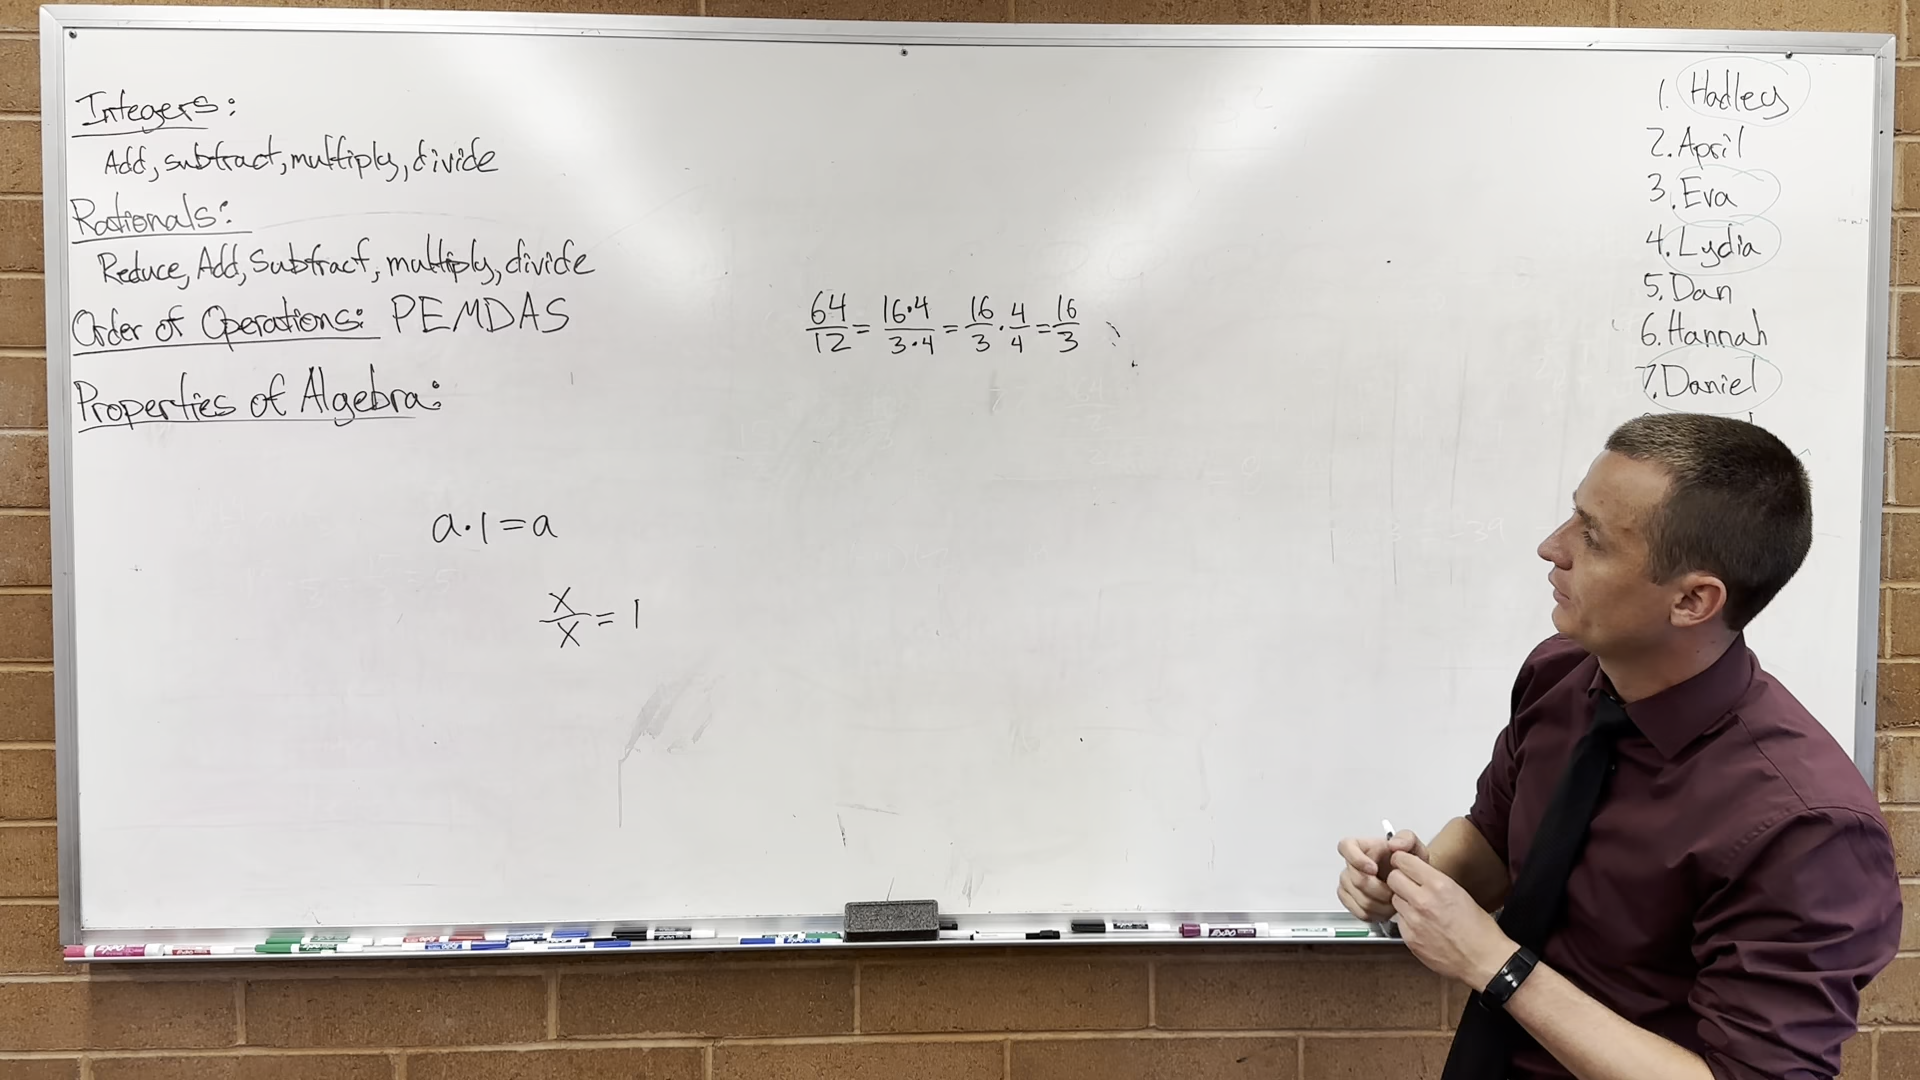 Integers:
Add, subtract, multiply, divide
Rationals:
Reduce, Add, Subtract, multiply, divide
Order of Operations: PEMDAS
Properties of Algebra:
a·1=a
x/x = 1
64/12 = 16·4/3·4 = 16/3 · 4/4 = 16/3
1. Hadley
2. April
3. Eva
4. Lydia
5. Dan
6. Hannah
7. Daniel
EXPO